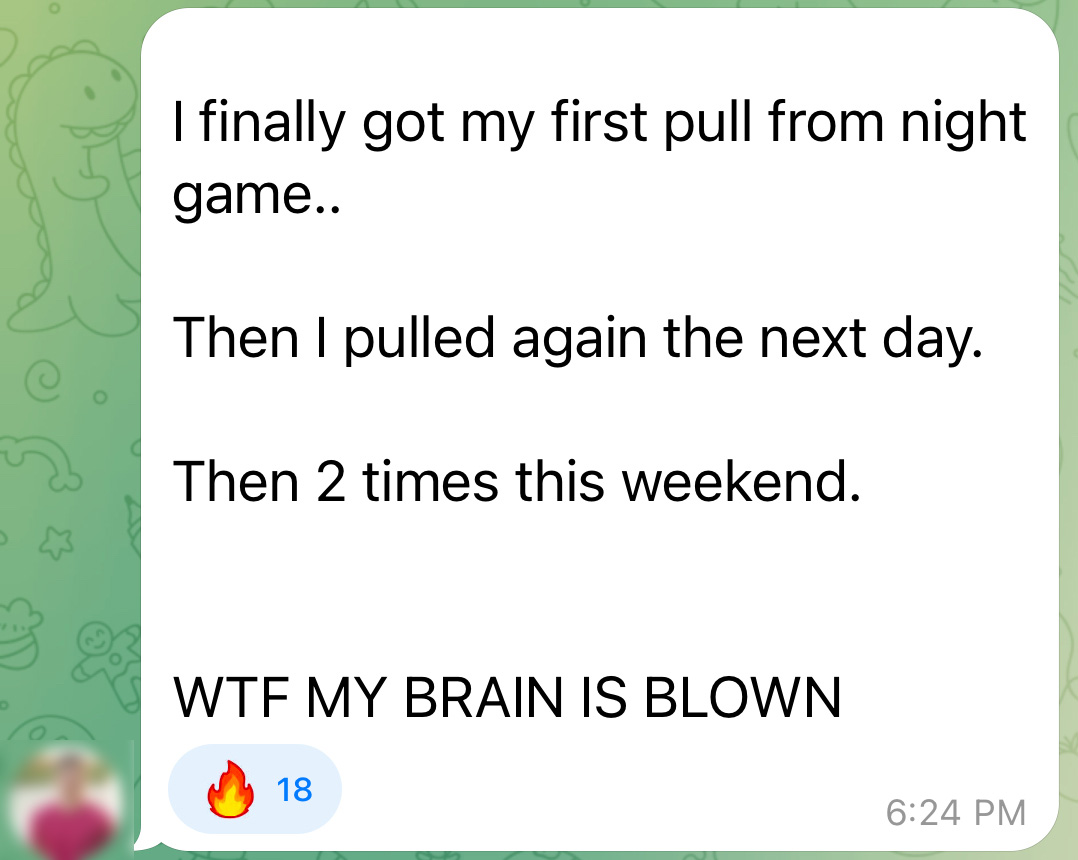 I finally got my first pull from night
game..
Then I pulled again the next day.
Then 2 times this weekend.
WTF MY BRAIN IS BLOWN
🔥 18
6:24 PM